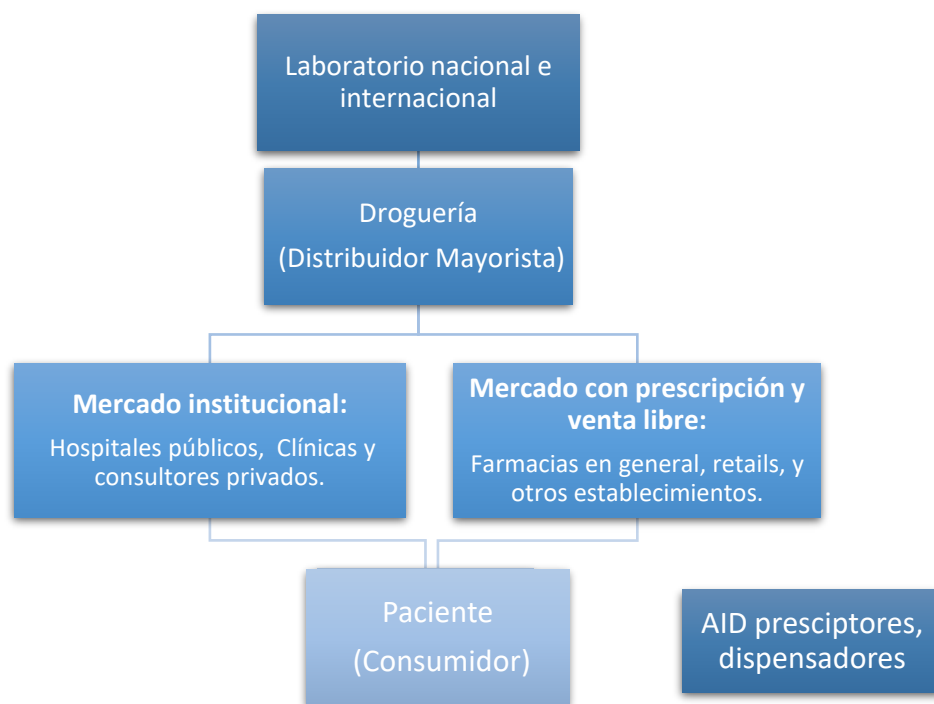 Laboratorio nacional e
internacional
Droguería
(Distribuidor Mayorista)
Mercado institucional:
Hospitales públicos, Clínicas y
consultores privados.
Mercado con prescripción y
venta libre:
Farmacias en general, retails, y
otros establecimientos.
Paciente
(Consumidor)
AID presciptores,
dispensadores